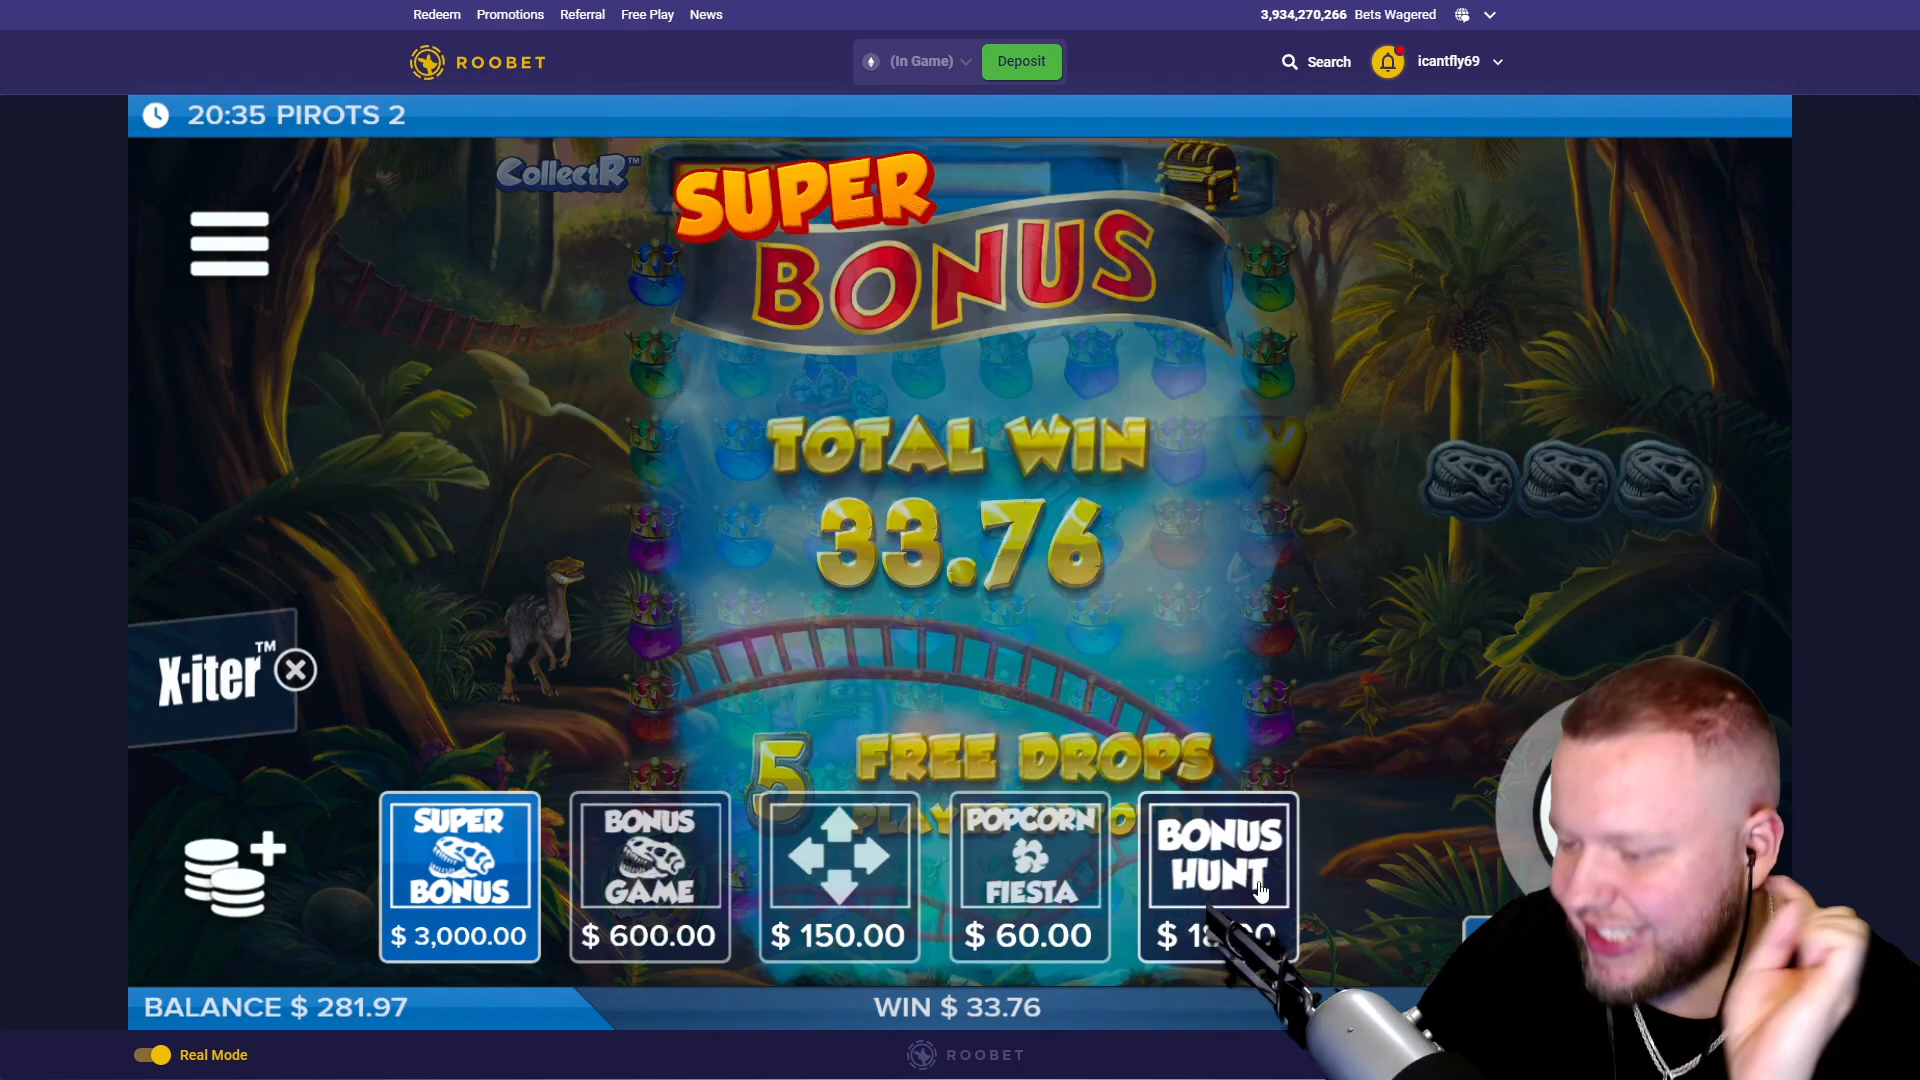 Redeem Promotions Referral Free Play News
3,934,270,266 Bets Wagered
ROOBET
(In Game) Deposit
Search
icantfly69
20:35 PIROTS 2
CollectR™
SUPER
BONUS
TOTAL WIN
33.76
X-iter™
5 FREE DROPS
SUPER BONUS
$ 3,000.00
BONUS GAME
$ 600.00
$ 150.00
POPCORN FIESTA
$ 60.00
BONUS HUNT
BALANCE $ 281.97
WIN $ 33.76
Real Mode
ROOBET